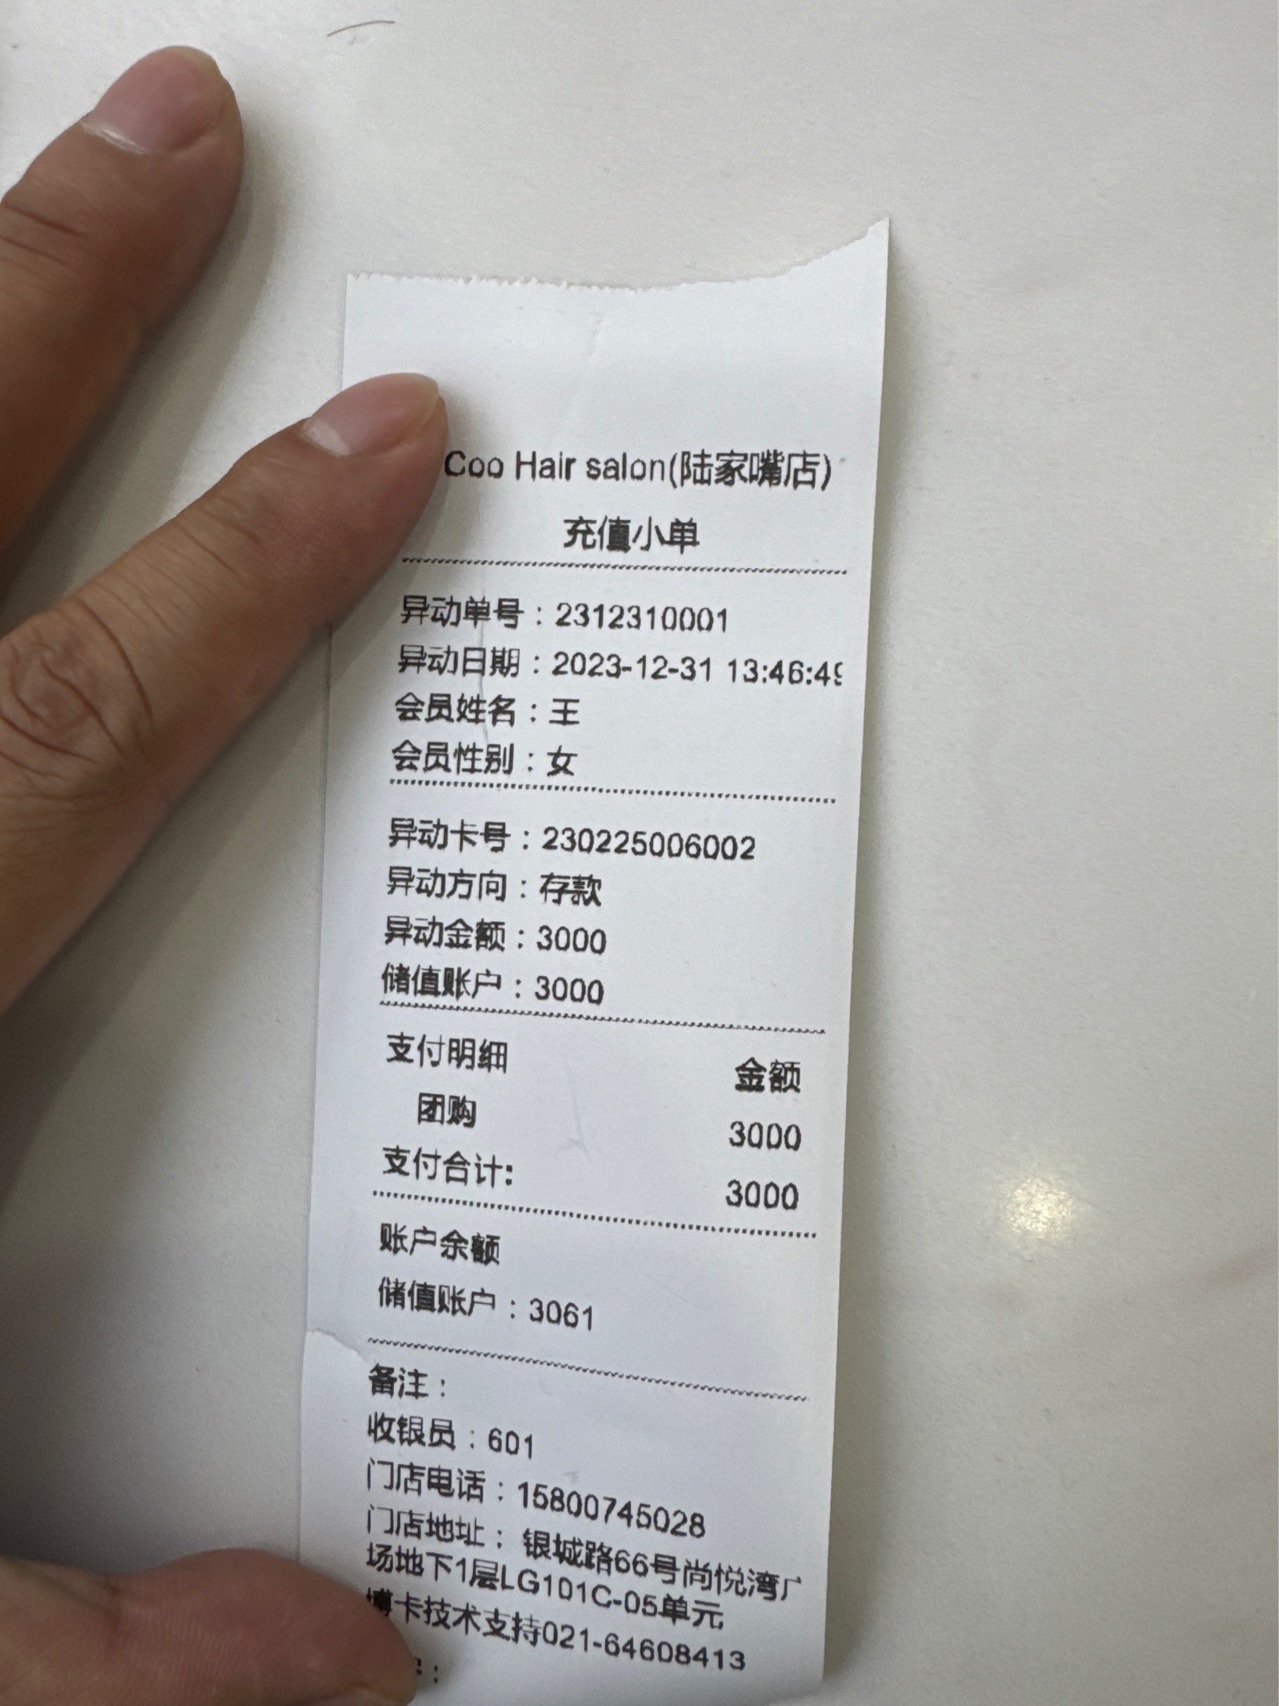 Coo Hair salon(陆家嘴店)
充值小单
异动单号：2312310001
异动日期：2023-12-31 13:46:49
会员姓名：王
会员性别：女
异动卡号：230225006002
异动方向：存款
异动金额：3000
储值账户：3000
支付明细 金额
团购 3000
支付合计: 3000
账户余额
储值账户：3061
备注：
收银员：601
门店电话：15800745028
门店地址： 银城路66号尚悦湾广
场地下1层LG101C-05单元
博卡技术支持021-64608413